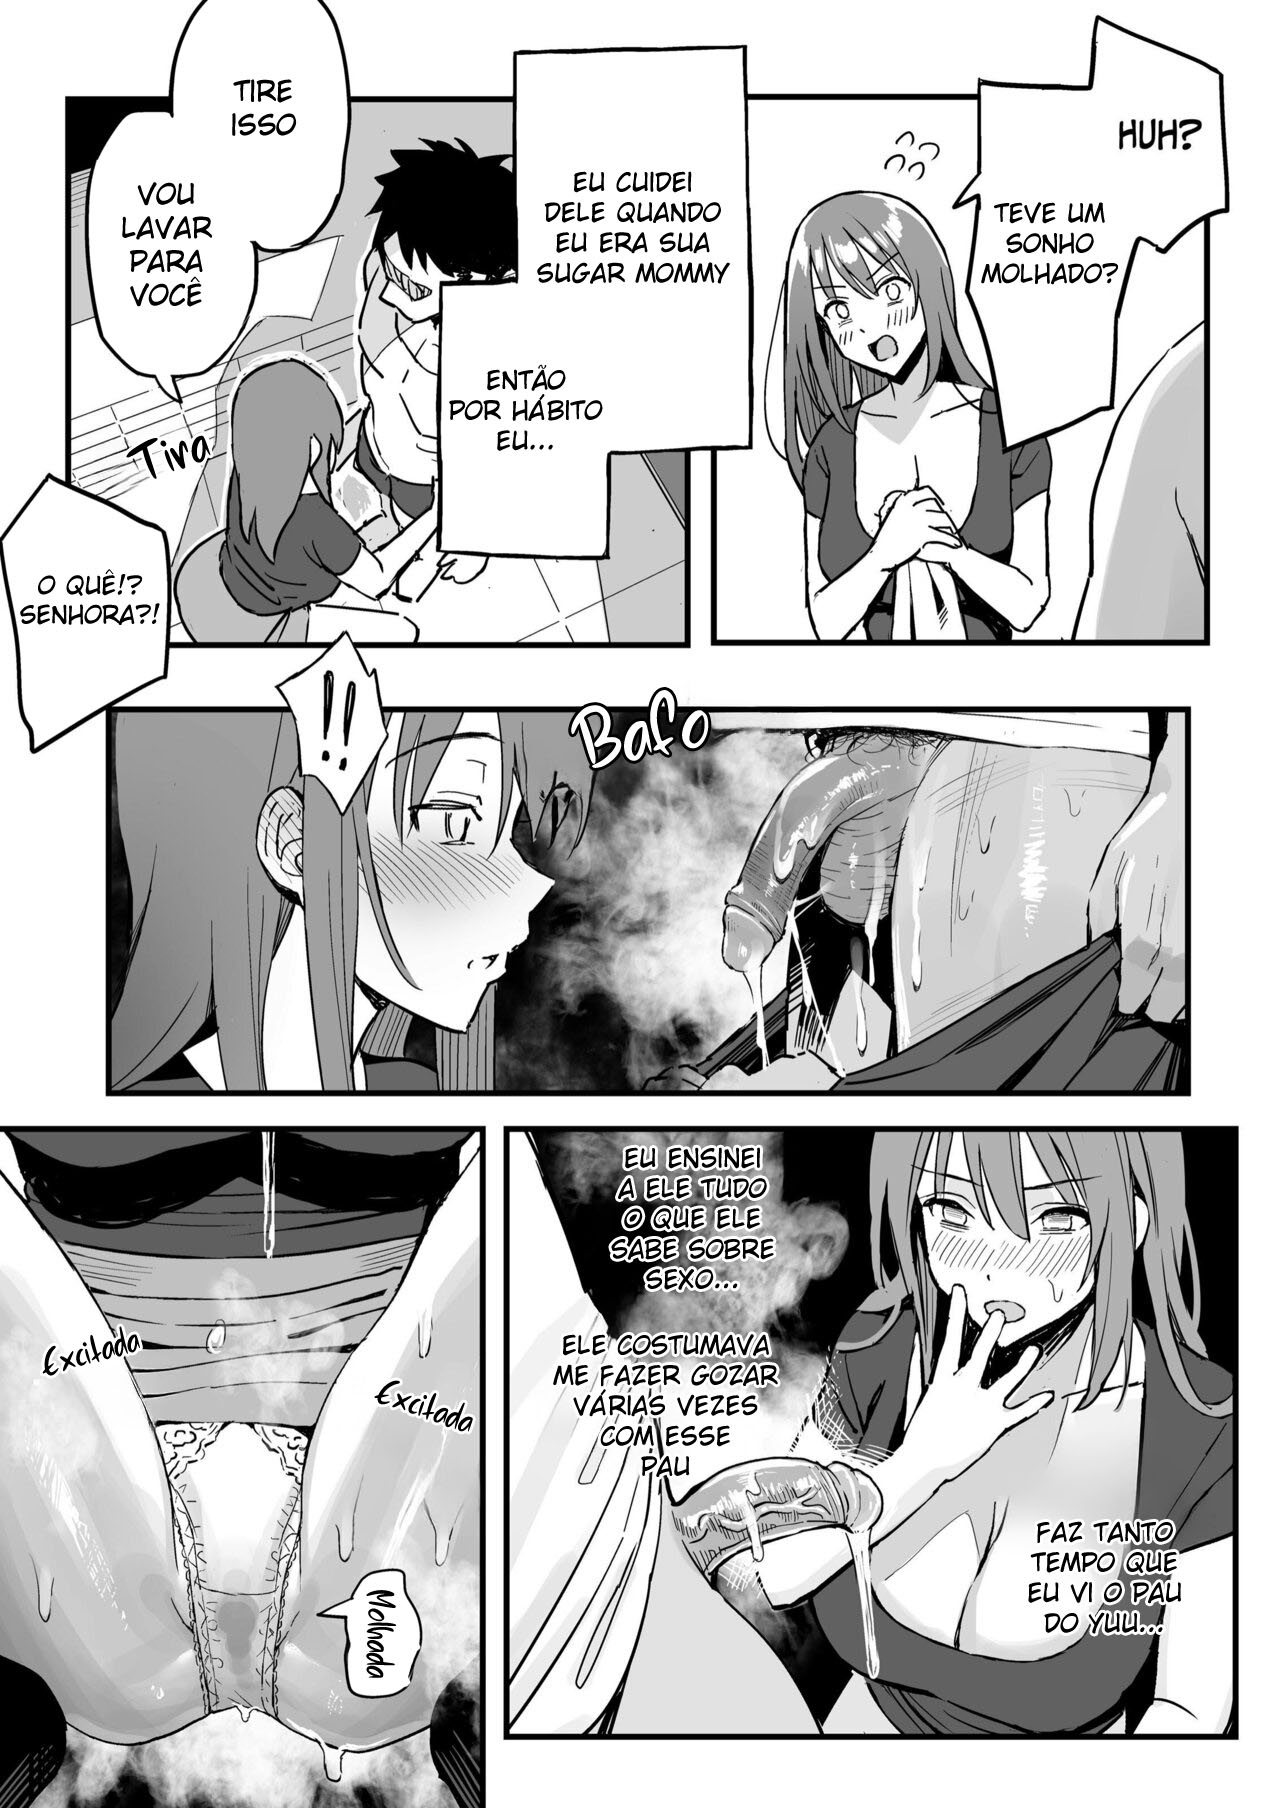 HUH?
TEVE UM
SONHO
MOLHADO?
EU CUIDEI
DELE QUANDO
EU ERA SUA
SUGAR MOMMY
ENTÃO
POR HÁBITO
EU...
TIRE
ISSO
VOU
LAVAR
PARA
VOCÊ
Tira
O QUÊ!?
SENHORA?!
Bafo
!!
EU ENSINEI
A ELE TUDO
O QUE ELE
SABE SOBRE
SEXO...
ELE COSTUMAVA
ME FAZER GOZAR
VÁRIAS VEZES
COM ESSE
PAU
FAZ TANTO
TEMPO QUE
EU VI O PAU
DO YUU...
Excitada
Excitada
Molhada